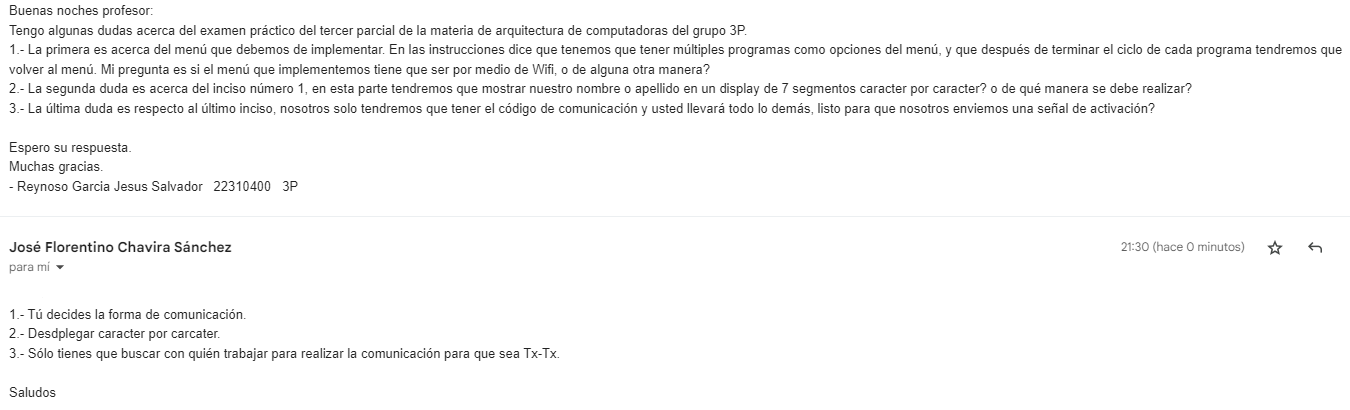 Buenas noches profesor:
Tengo algunas dudas acerca del examen práctico del tercer parcial de la materia de arquitectura de computadoras del grupo 3P.
1.- La primera es acerca del menú que debemos de implementar. En las instrucciones dice que tenemos que tener múltiples programas como opciones del menú, y que después de terminar el ciclo de cada programa tendremos que
volver al menú. Mi pregunta es si el menú que implementemos tiene que ser por medio de Wifi, o de alguna otra manera?
2.- La segunda duda es acerca del inciso número 1, en esta parte tendremos que mostrar nuestro nombre o apellido en un display de 7 segmentos caracter por caracter? o de qué manera se debe realizar?
3.- La última duda es respecto al último inciso, nosotros solo tendremos que tener el código de comunicación y usted llevará todo lo demás, listo para que nosotros enviemos una señal de activación?
Espero su respuesta.
Muchas gracias.
- Reynoso Garcia Jesus Salvador 22310400 3P
José Florentino Chavira Sánchez
21:30 (hace 0 minutos)
para mí
1.- Tú decides la forma de comunicación.
2.- Desdplegar caracter por carcater.
3.- Sólo tienes que buscar con quién trabajar para realizar la comunicación para que sea Tx-Tx.
Saludos